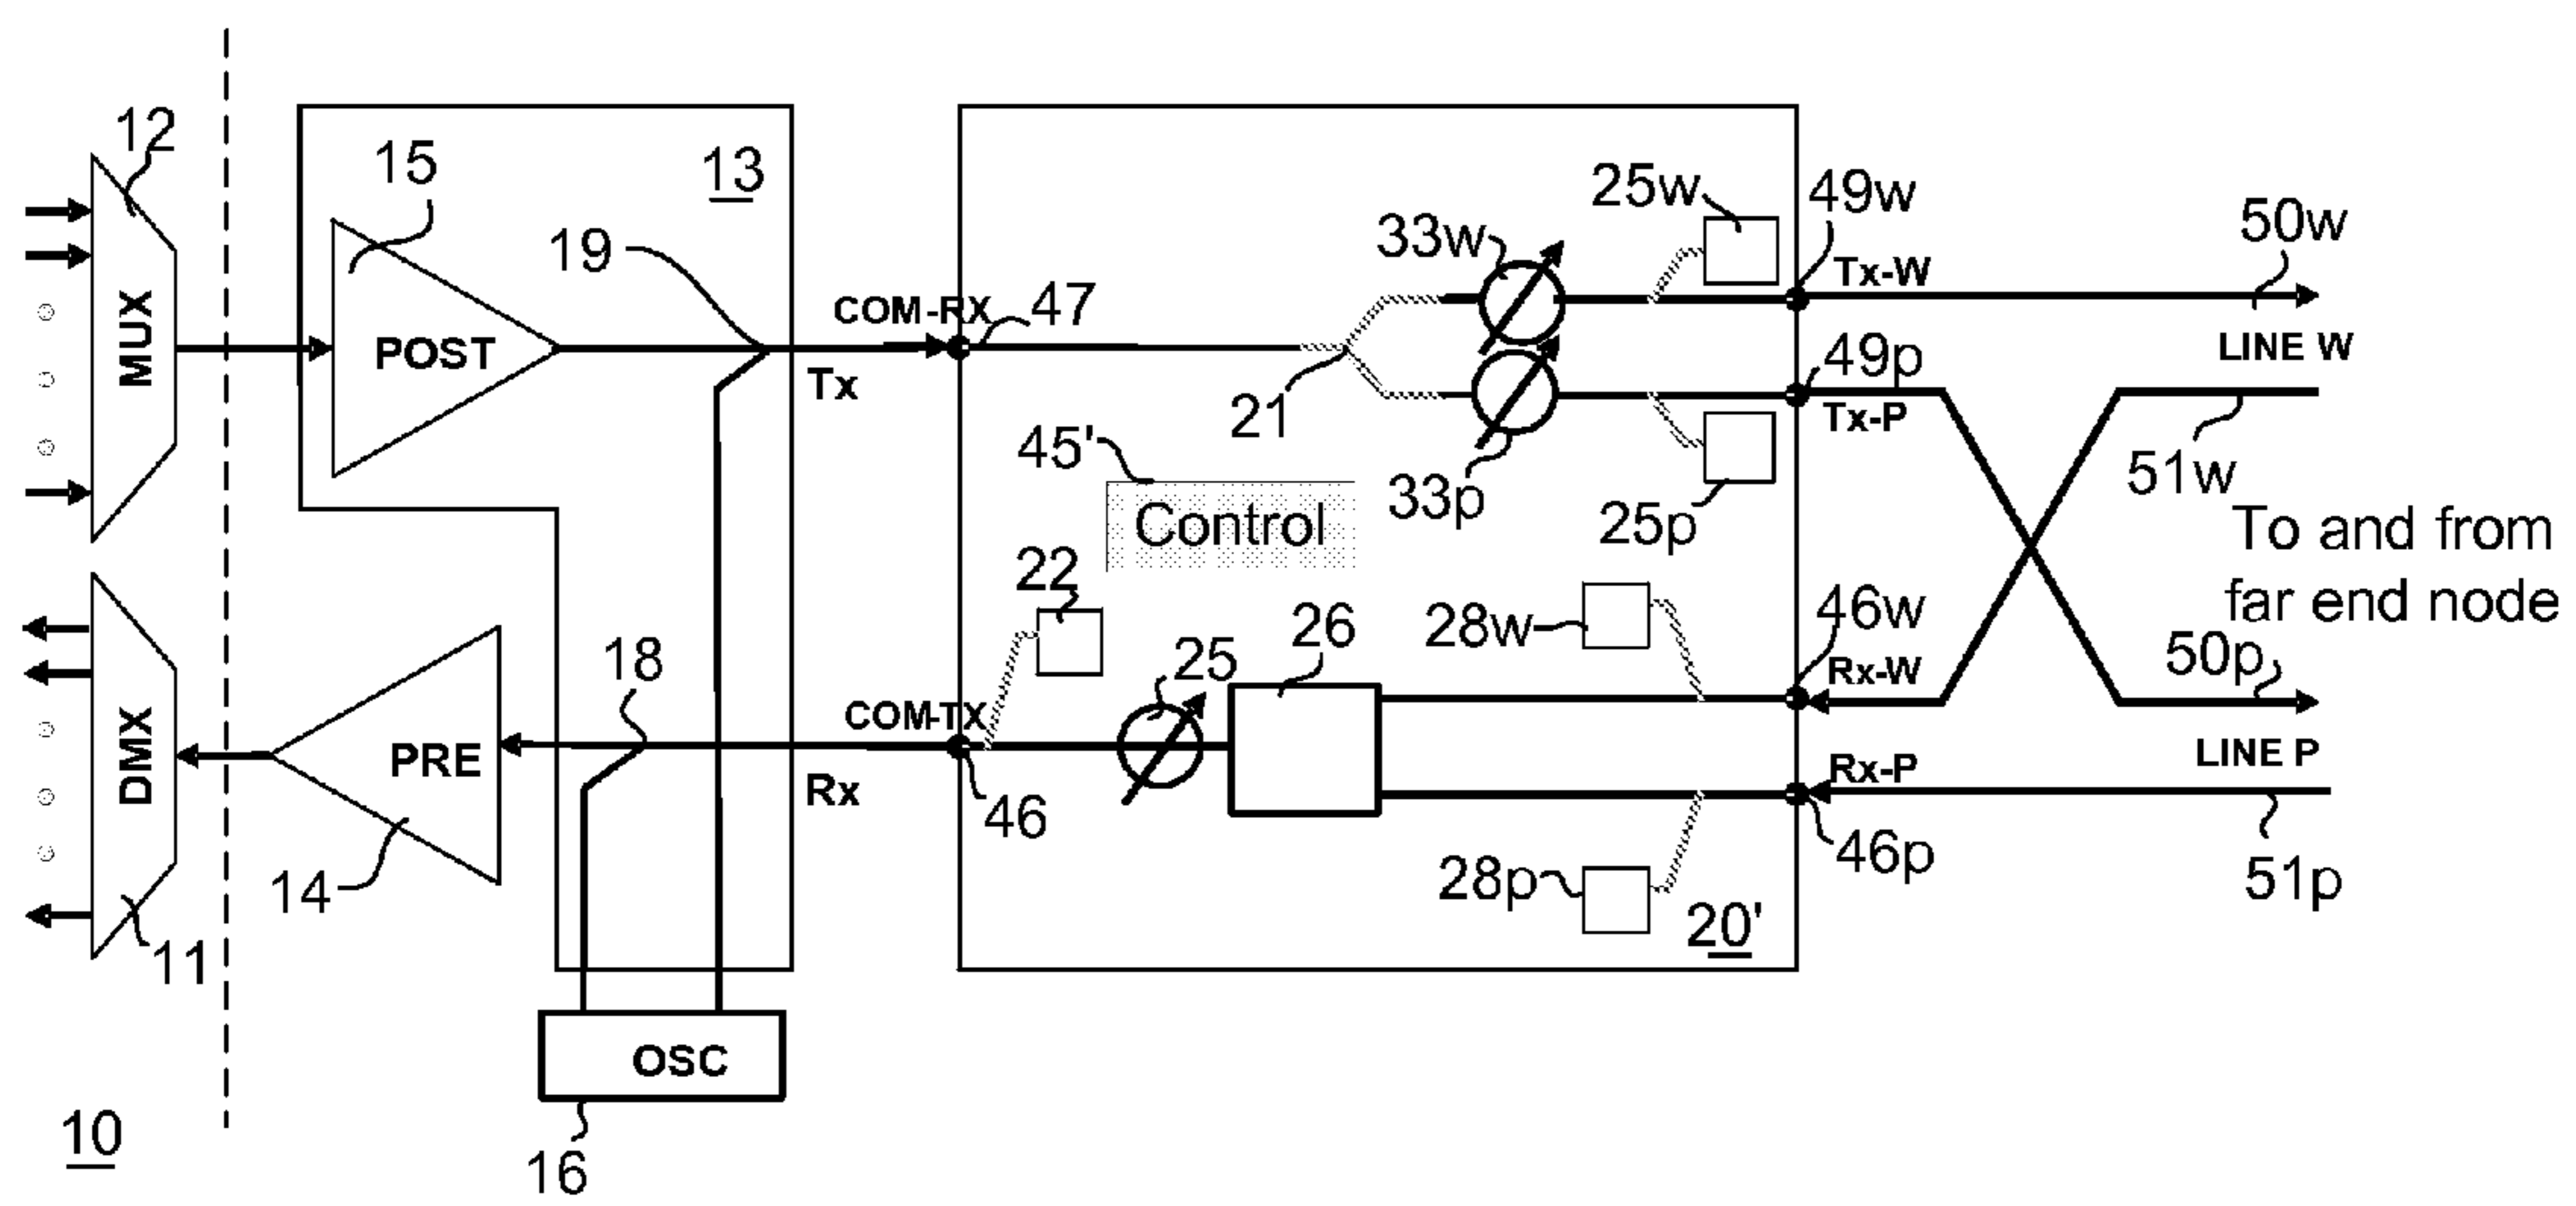 12
MUX
15
POST
13
19
Tx
COM-RX
47
21
33w
33p
25w
25p
49w
Tx-W
49p
Tx-P
50w
LINE W
51w
To and from
far end node
50p
LINE P
51p
45'
Control
22
25
26
28w
28p
46w
Rx-W
Rx-P
46p
20'
COM-TX
46
Rx
18
PRE
14
DMX
11
OSC
16
10